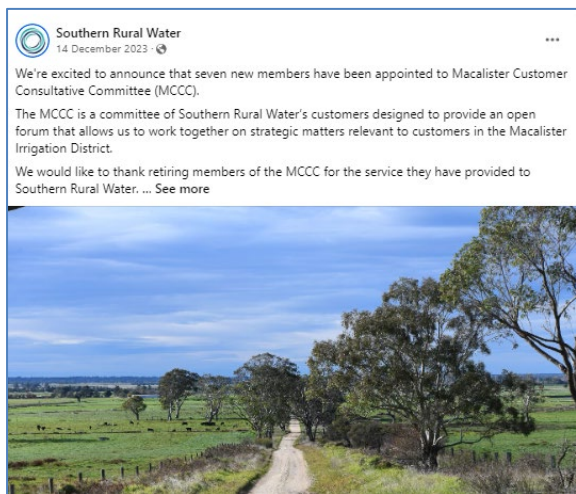 Southern Rural Water
14 December 2023 ·
We're excited to announce that seven new members have been appointed to Macalister Customer
Consultative Committee (MCCC).
The MCCC is a committee of Southern Rural Water's customers designed to provide an open
forum that allows us to work together on strategic matters relevant to customers in the Macalister
Irrigation District.
We would like to thank retiring members of the MCCC for the service they have provided to
Southern Rural Water. ... See more